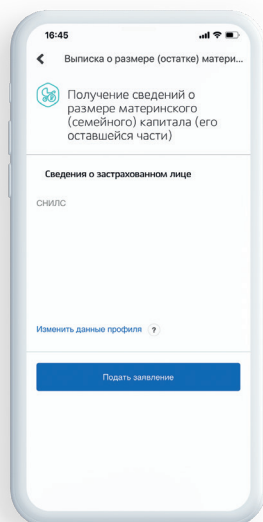 16:45
Выписка о размере (остатке) матери...
Получение сведений о
размере материнского
(семейного) капитала (его
оставшейся части)
Сведения о застрахованном лице
СНИЛС
Изменить данные профиля ?
Подать заявление